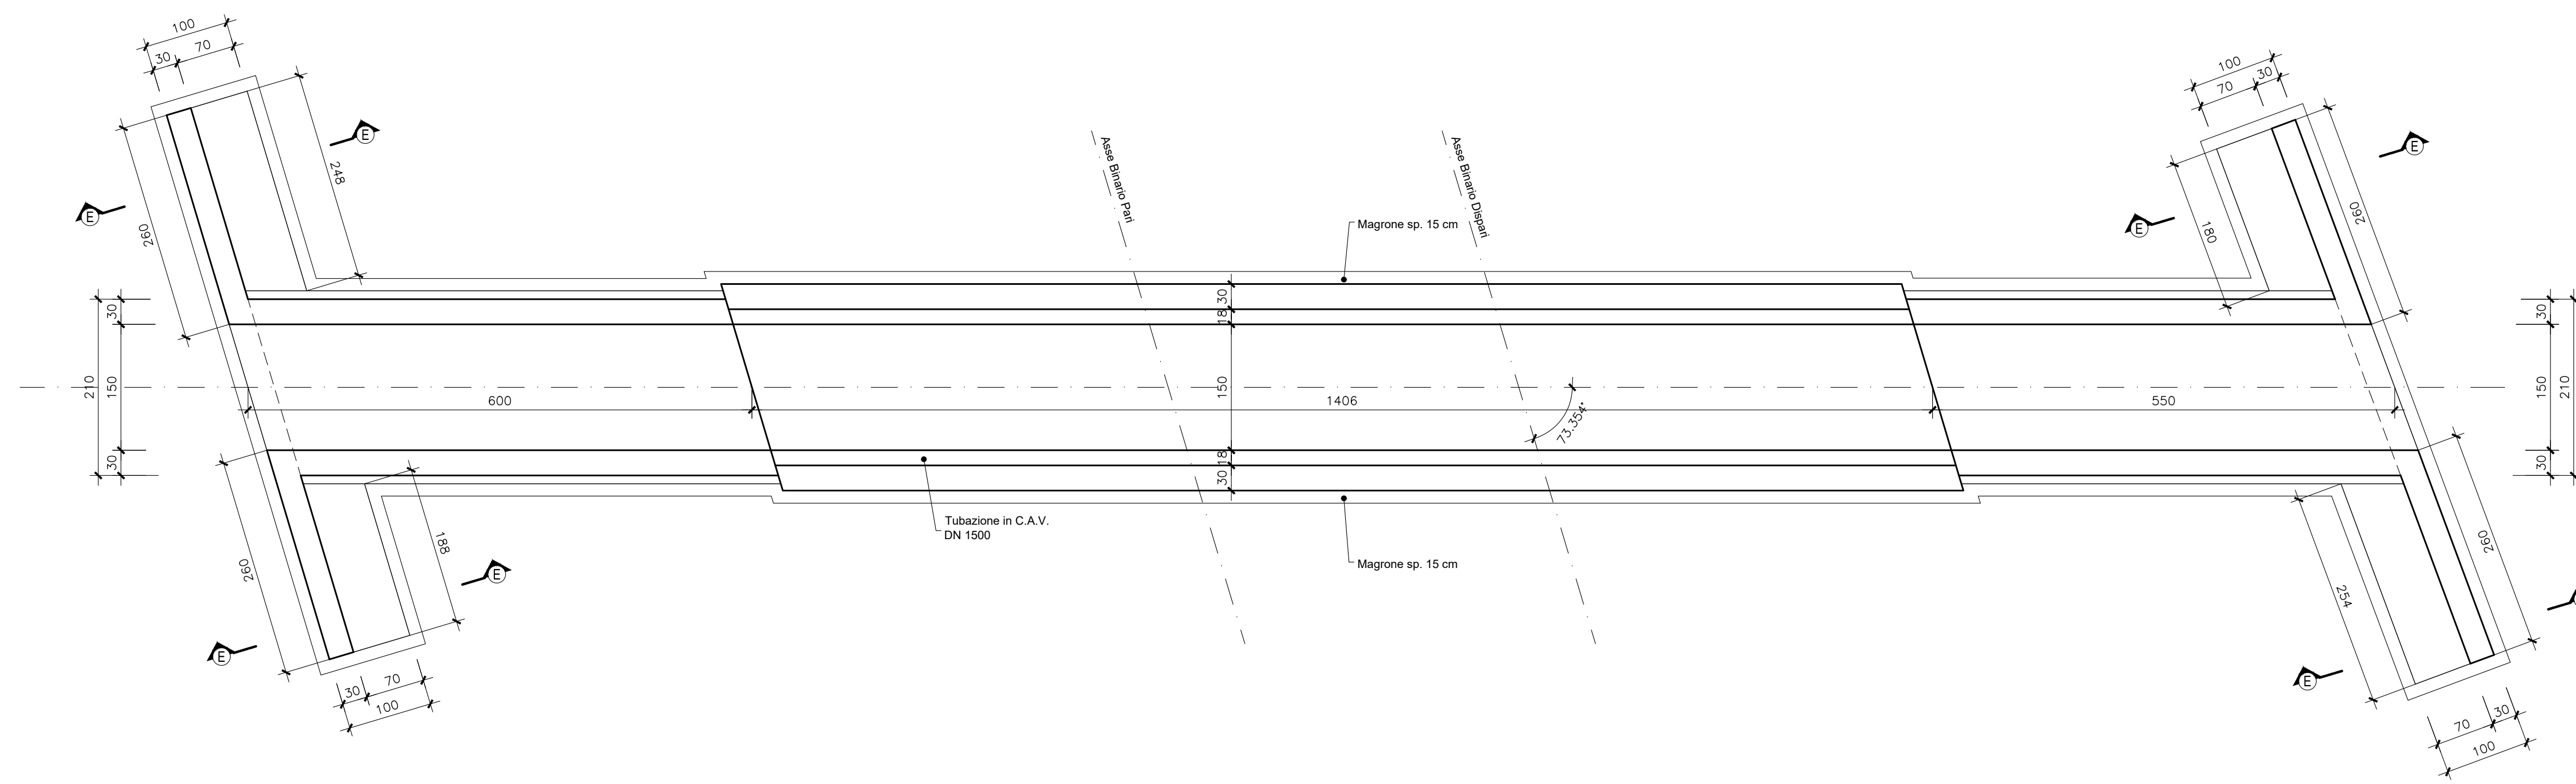 100
30 70
100
70 30
E
E
248
260
E
E
260
180
Asse Binario Pari
Asse Binario Dispari
Magrone sp. 15 cm
30
18
30
150
210
30
600
150
1406
73.354°
550
30
150
210
30
18
30
Tubazione in C.A.V.
DN 1500
Magrone sp. 15 cm
260
188
E
E
30 70
100
260
254
E
70 30
100